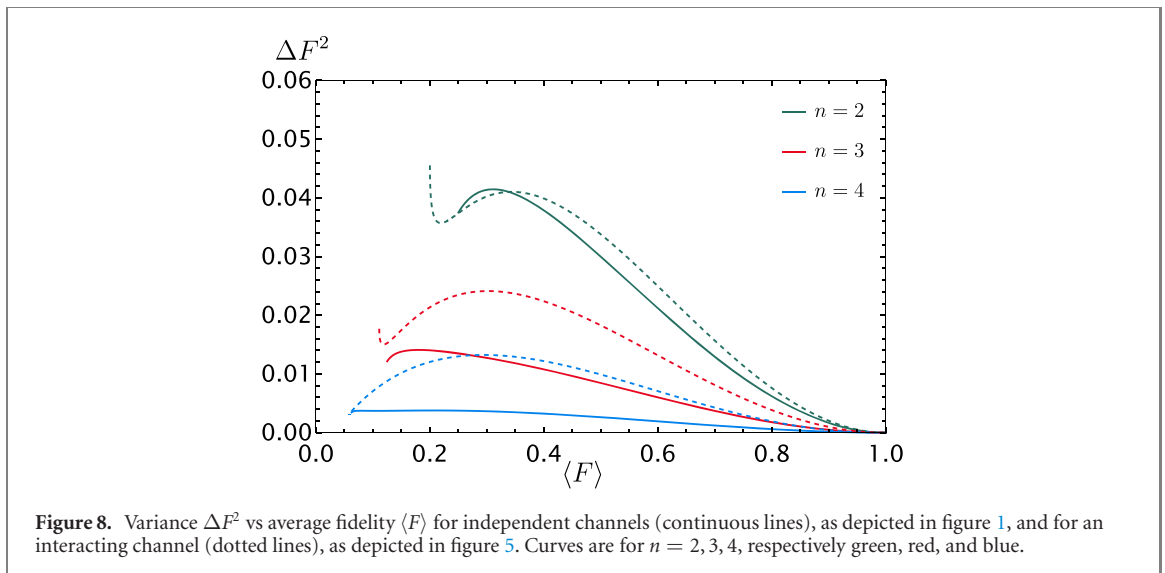 ΔF²
0.06
0.05
0.04
0.03
0.02
0.01
0.00
n = 2
n = 3
n = 4
0.0 0.2 0.4 0.6 0.8 1.0
⟨F⟩
Figure 8. Variance ΔF² vs average fidelity ⟨F⟩ for independent channels (continuous lines), as depicted in figure 1, and for an
interacting channel (dotted lines), as depicted in figure 5. Curves are for n = 2, 3, 4, respectively green, red, and blue.